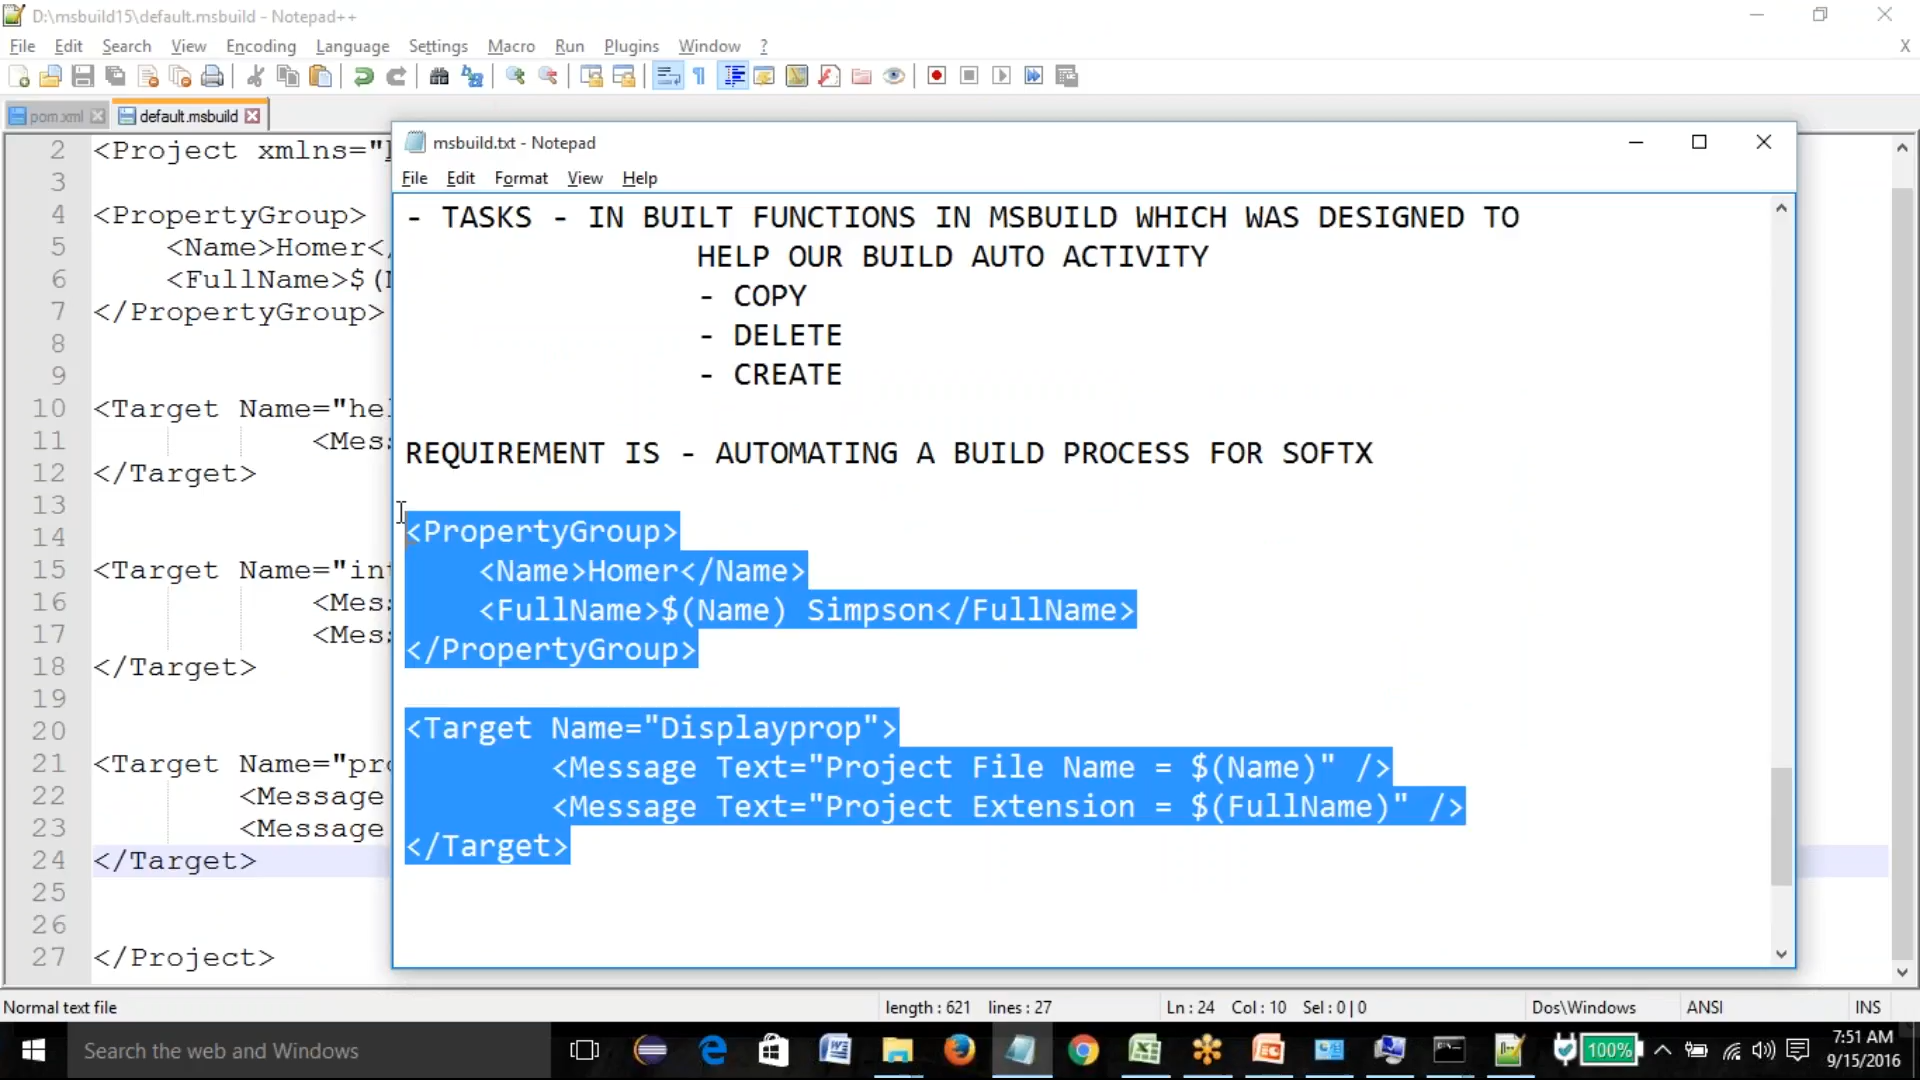 D:\msbuild15\default.msbuild - Notepad++
File Edit Search View Encoding Language Settings Macro Run Plugins Window ?
X
pom.xml default.msbuild
2 <Project xmlns="
3
4 <PropertyGroup>
5 <Name>Homer<
6 <FullName>$(
7 </PropertyGroup>
8
9
10 <Target Name="hel
11 <Mess
12 </Target>
13
14
15 <Target Name="int
16 <Mess
17 <Mess
18 </Target>
19
20
21 <Target Name="pro
22 <Message
23 <Message
24 </Target>
25
26
27 </Project>
msbuild.txt - Notepad
File Edit Format View Help
- TASKS - IN BUILT FUNCTIONS IN MSBUILD WHICH WAS DESIGNED TO
HELP OUR BUILD AUTO ACTIVITY
- COPY
- DELETE
- CREATE
REQUIREMENT IS - AUTOMATING A BUILD PROCESS FOR SOFTX
<PropertyGroup>
<Name>Homer</Name>
<FullName>$(Name) Simpson</FullName>
</PropertyGroup>
<Target Name="Displayprop">
<Message Text="Project File Name = $(Name)" />
<Message Text="Project Extension = $(FullName)" />
</Target>
Normal text file length : 621 lines : 27 Ln : 24 Col : 10 Sel : 0 | 0 Dos\Windows ANSI INS
Search the web and Windows
100%
7:51 AM
9/15/2016